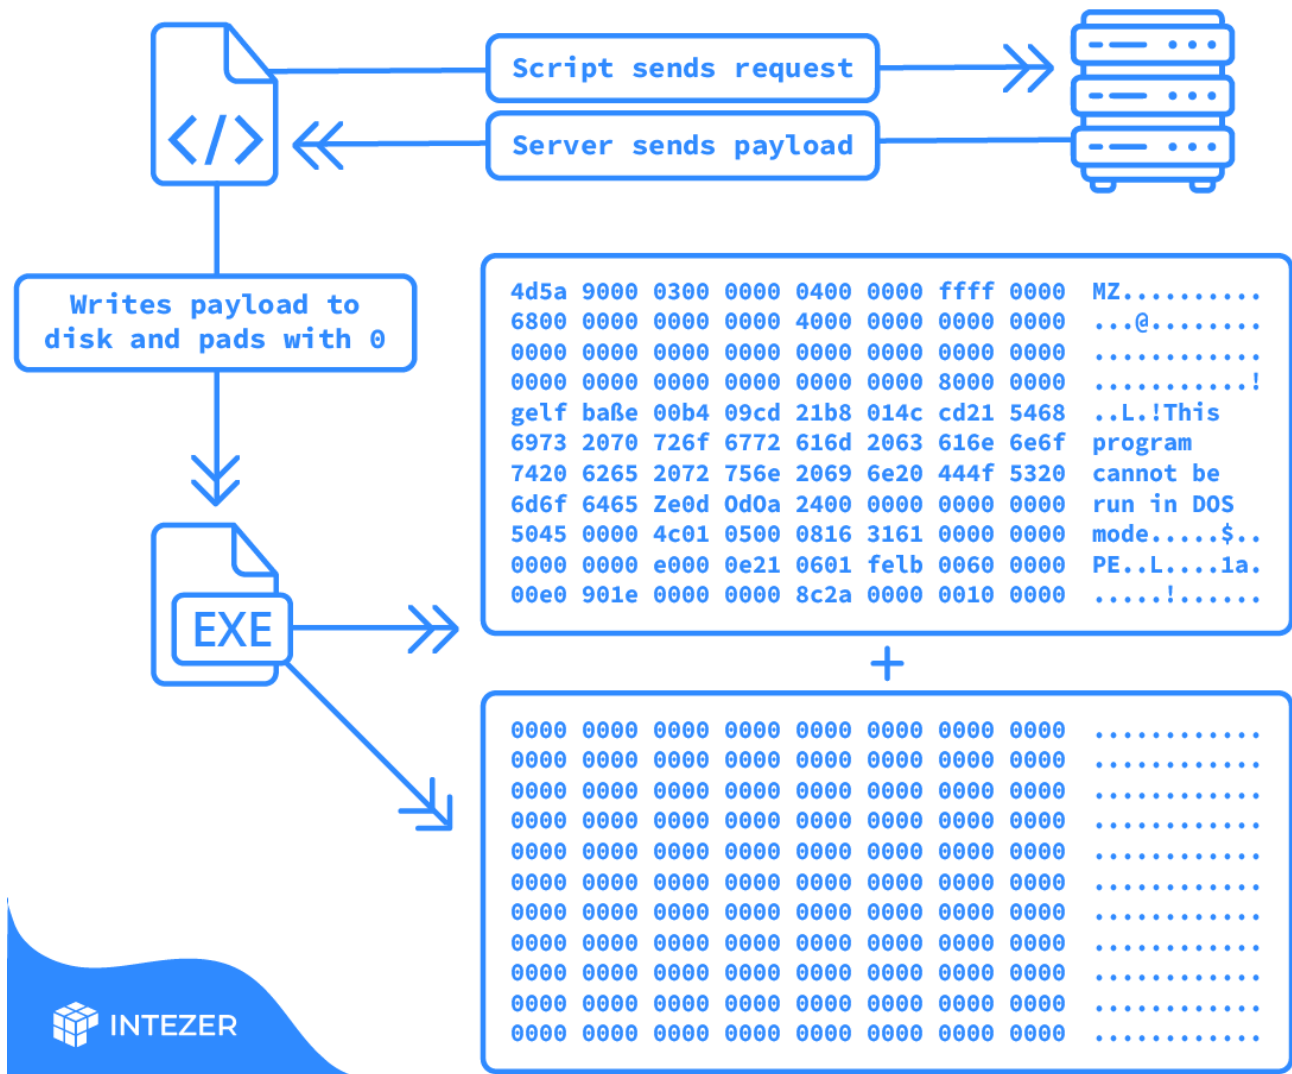 Script sends request
Server sends payload
Writes payload to
disk and pads with 0
4d5a 9000 0300 0000 0400 0000 ffff 0000 MZ..........
6800 0000 0000 0000 4000 0000 0000 0000 ...@........
0000 0000 0000 0000 0000 0000 0000 0000 ............
0000 0000 0000 0000 0000 0000 8000 0000 ...........!
gelf baße 00b4 09cd 21b8 014c cd21 5468 ..L.!This
6973 2070 726f 6772 616d 2063 616e 6e6f program
7420 6265 2072 756e 2069 6e20 444f 5320 cannot be
6d6f 6465 Ze0d OdOa 2400 0000 0000 0000 run in DOS
5045 0000 4c01 0500 0816 3161 0000 0000 mode.....$..
0000 0000 e000 0e21 0601 felb 0060 0000 PE..L....1a.
00e0 901e 0000 0000 8c2a 0000 0010 0000 .....!......
EXE
+
0000 0000 0000 0000 0000 0000 0000 0000 ............
0000 0000 0000 0000 0000 0000 0000 0000 ............
0000 0000 0000 0000 0000 0000 0000 0000 ............
0000 0000 0000 0000 0000 0000 0000 0000 ............
0000 0000 0000 0000 0000 0000 0000 0000 ............
0000 0000 0000 0000 0000 0000 0000 0000 ............
0000 0000 0000 0000 0000 0000 0000 0000 ............
0000 0000 0000 0000 0000 0000 0000 0000 ............
0000 0000 0000 0000 0000 0000 0000 0000 ............
0000 0000 0000 0000 0000 0000 0000 0000 ............
0000 0000 0000 0000 0000 0000 0000 0000 ............
INTEZER